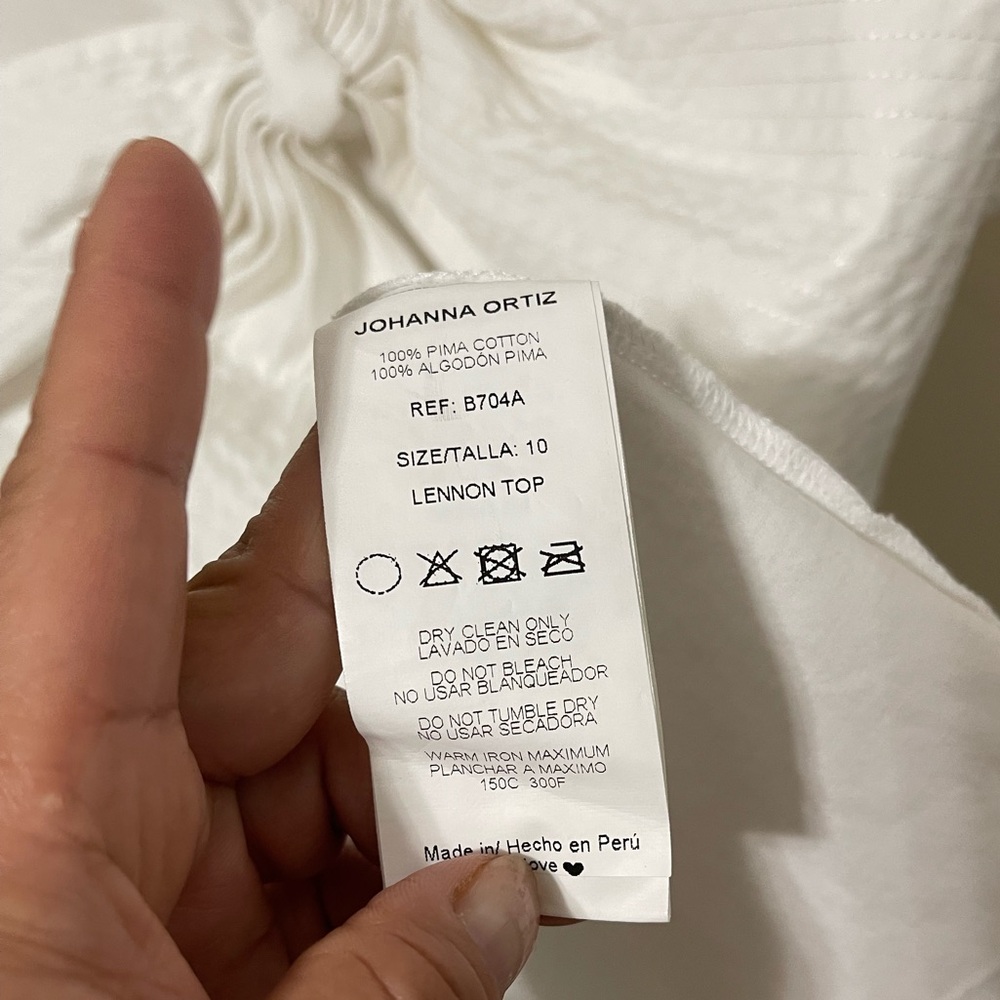 JOHANNA ORTIZ
100% PIMA COTTON
100% ALGODÓN PIMA
REF: B704A
SIZE/TALLA: 10
LENNON TOP
DRY CLEAN ONLY
LAVADO EN SECO
DO NOT BLEACH
NO USAR BLANQUEADOR
DO NOT TUMBLE DRY
NO USAR SECADORA
WARM IRON MAXIMUM
PLANCHAR A MAXIMO
150C 300F
Made in/ Hecho en Perú